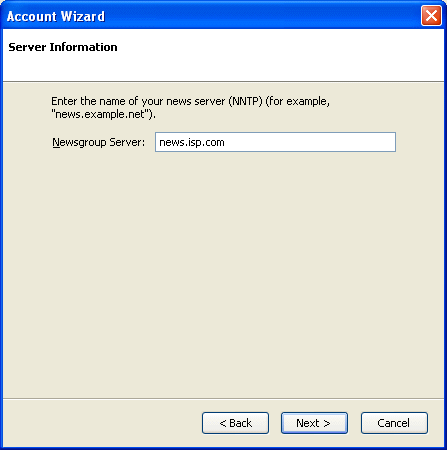 Account Wizard
Server Information
Enter the name of your news server (NNTP) (for example,
"news.example.net").
Newsgroup Server: news.isp.com
< Back Next > Cancel